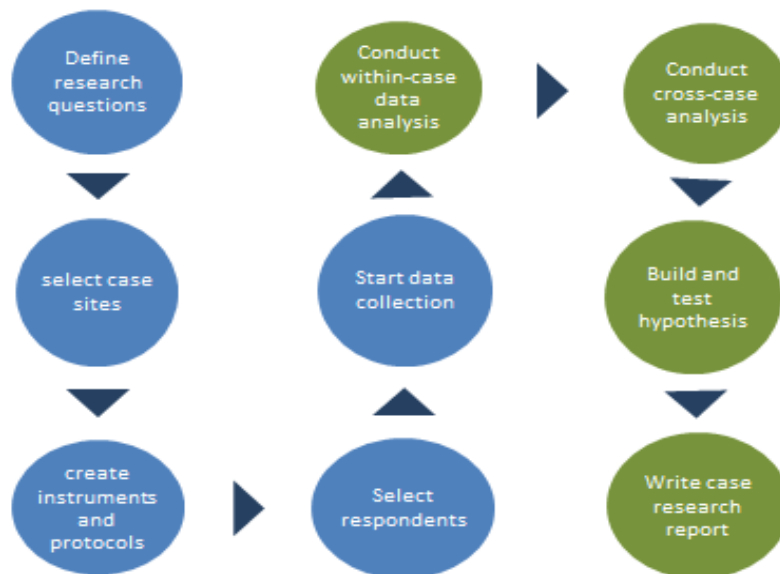 Define
research
questions
select case
sites
create
instruments
and
protocols
Select
respondents
Start data
collection
Conduct
within-case
data
analysis
Conduct
cross-case
analysis
Build and
test
hypothesis
Write case
research
report